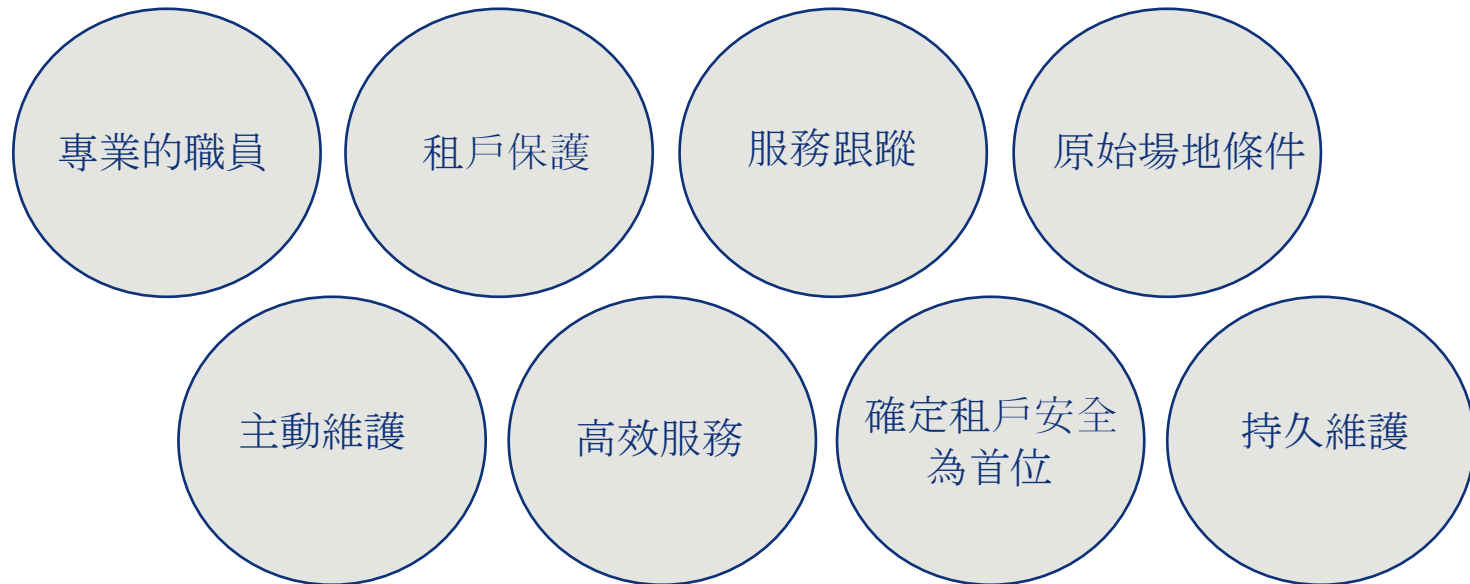 專業的職員
租戶保護
服務跟蹤
原始場地條件
主動維護
高效服務
確定租戶安全
為首位
持久維護